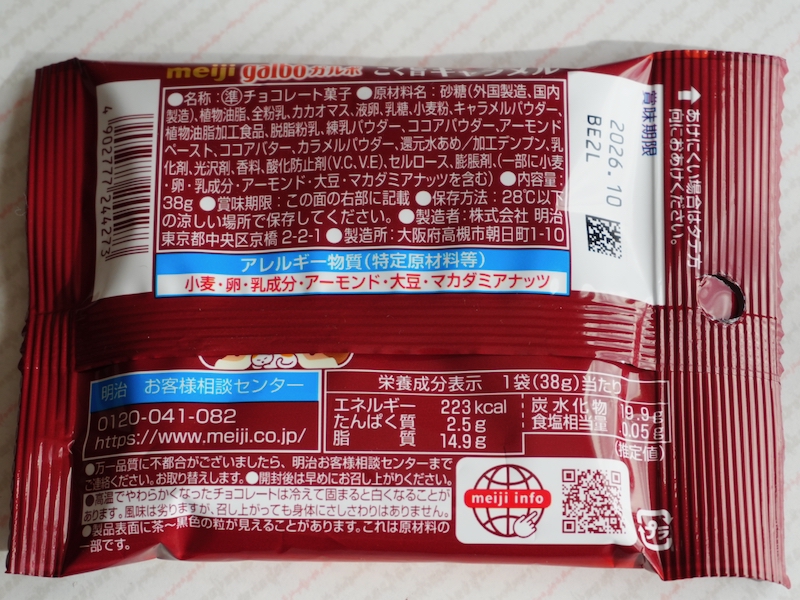 meiji galboガルボ
●名称:準チョコレート菓子 ●原材料名:砂糖(外国製造、国内
製造)、植物油脂、全粉乳、カカオマス、液卵、乳糖、小麦粉、キャラメルパウダー、
植物油脂加工食品、脱脂粉乳、練乳パウダー、ココアパウダー、アーモンド
ペースト、ココアバター、カラメルパウダー、還元水あめ/加工デンプン、乳
化剤、光沢剤、香料、酸化防止剤(V.C、V.E)、セルロース、膨脹剤、(一部に小麦
・卵・乳成分・アーモンド・大豆・マカダミアナッツを含む) ●内容量:
38g ●賞味期限:この面の右部に記載 ●保存方法:28℃以下
の涼しい場所で保存してください。●製造者:株式会社 明治
東京都中央区京橋 2-2-1 ●製造所:大阪府高槻市朝日町1-10
アレルギー物質(特定原材料等)
小麦・卵・乳成分・アーモンド・大豆・マカダミアナッツ
4902777244273
賞味期限
2026.10
BE2L
あけにくい場合はタテ方
向におあけください。
明治 お客様相談センター
0120-041-082
https://www.meiji.co.jp/
栄養成分表示 1袋(38g)当たり
エネルギー 223kcal
たんぱく質 2.5g
脂質 14.9g
炭水化物 19.9g
食塩相当量 0.05g
(推定値)
●万一品質に不都合がございましたら、明治お客様相談センターまで
ご連絡ください。お取り替えします。●開封後は早めにお召し上がりください。
●高温でやわらかくなったチョコレートは冷えて固まると白くなることが
あります。風味は劣りますが、召し上がっても身体にさしさわりはありません。
●製品表面に茶〜黒色の粒が見えることがあります。これは原材料の
一部です。
meiji info
プラ